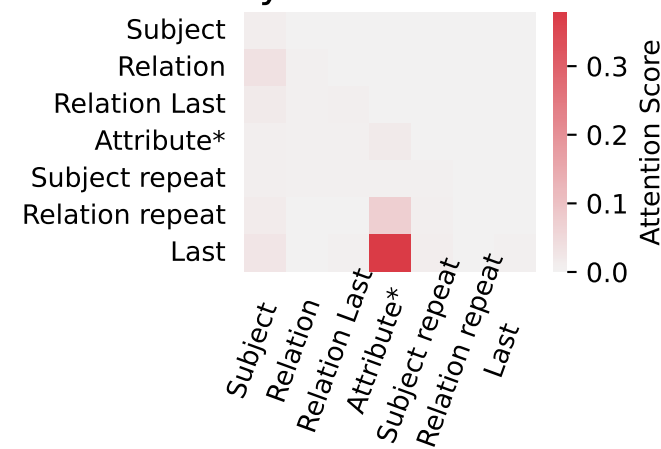 Subject
Relation
Relation Last
Attribute*
Subject repeat
Relation repeat
Last
Subject
Relation
Relation Last
Attribute*
Subject repeat
Relation repeat
Last
0.3
0.2
0.1
0.0
Attention Score